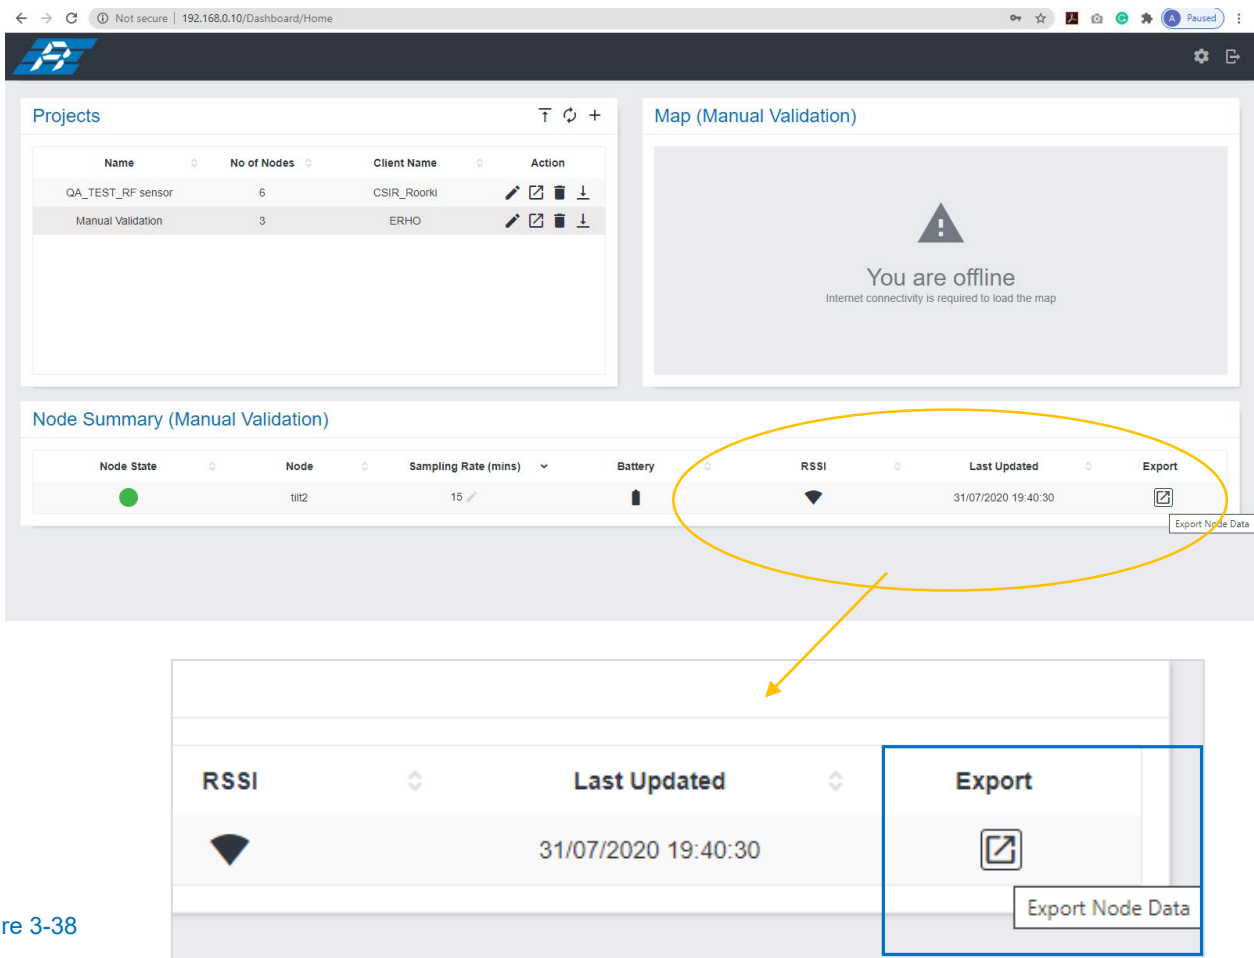 Not secure | 192.168.0.10/Dashboard/Home
A Paused
Projects
Map (Manual Validation)
Name No of Nodes Client Name Action
QA_TEST_RF sensor 6 CSIR_Roorki
Manual Validation 3 ERHO
You are offline
Internet connectivity is required to load the map
Node Summary (Manual Validation)
Node State Node Sampling Rate (mins) Battery RSSI Last Updated Export
tilt2 15 31/07/2020 19:40:30
Export Node Data
RSSI Last Updated Export
31/07/2020 19:40:30
Export Node Data
re 3-38